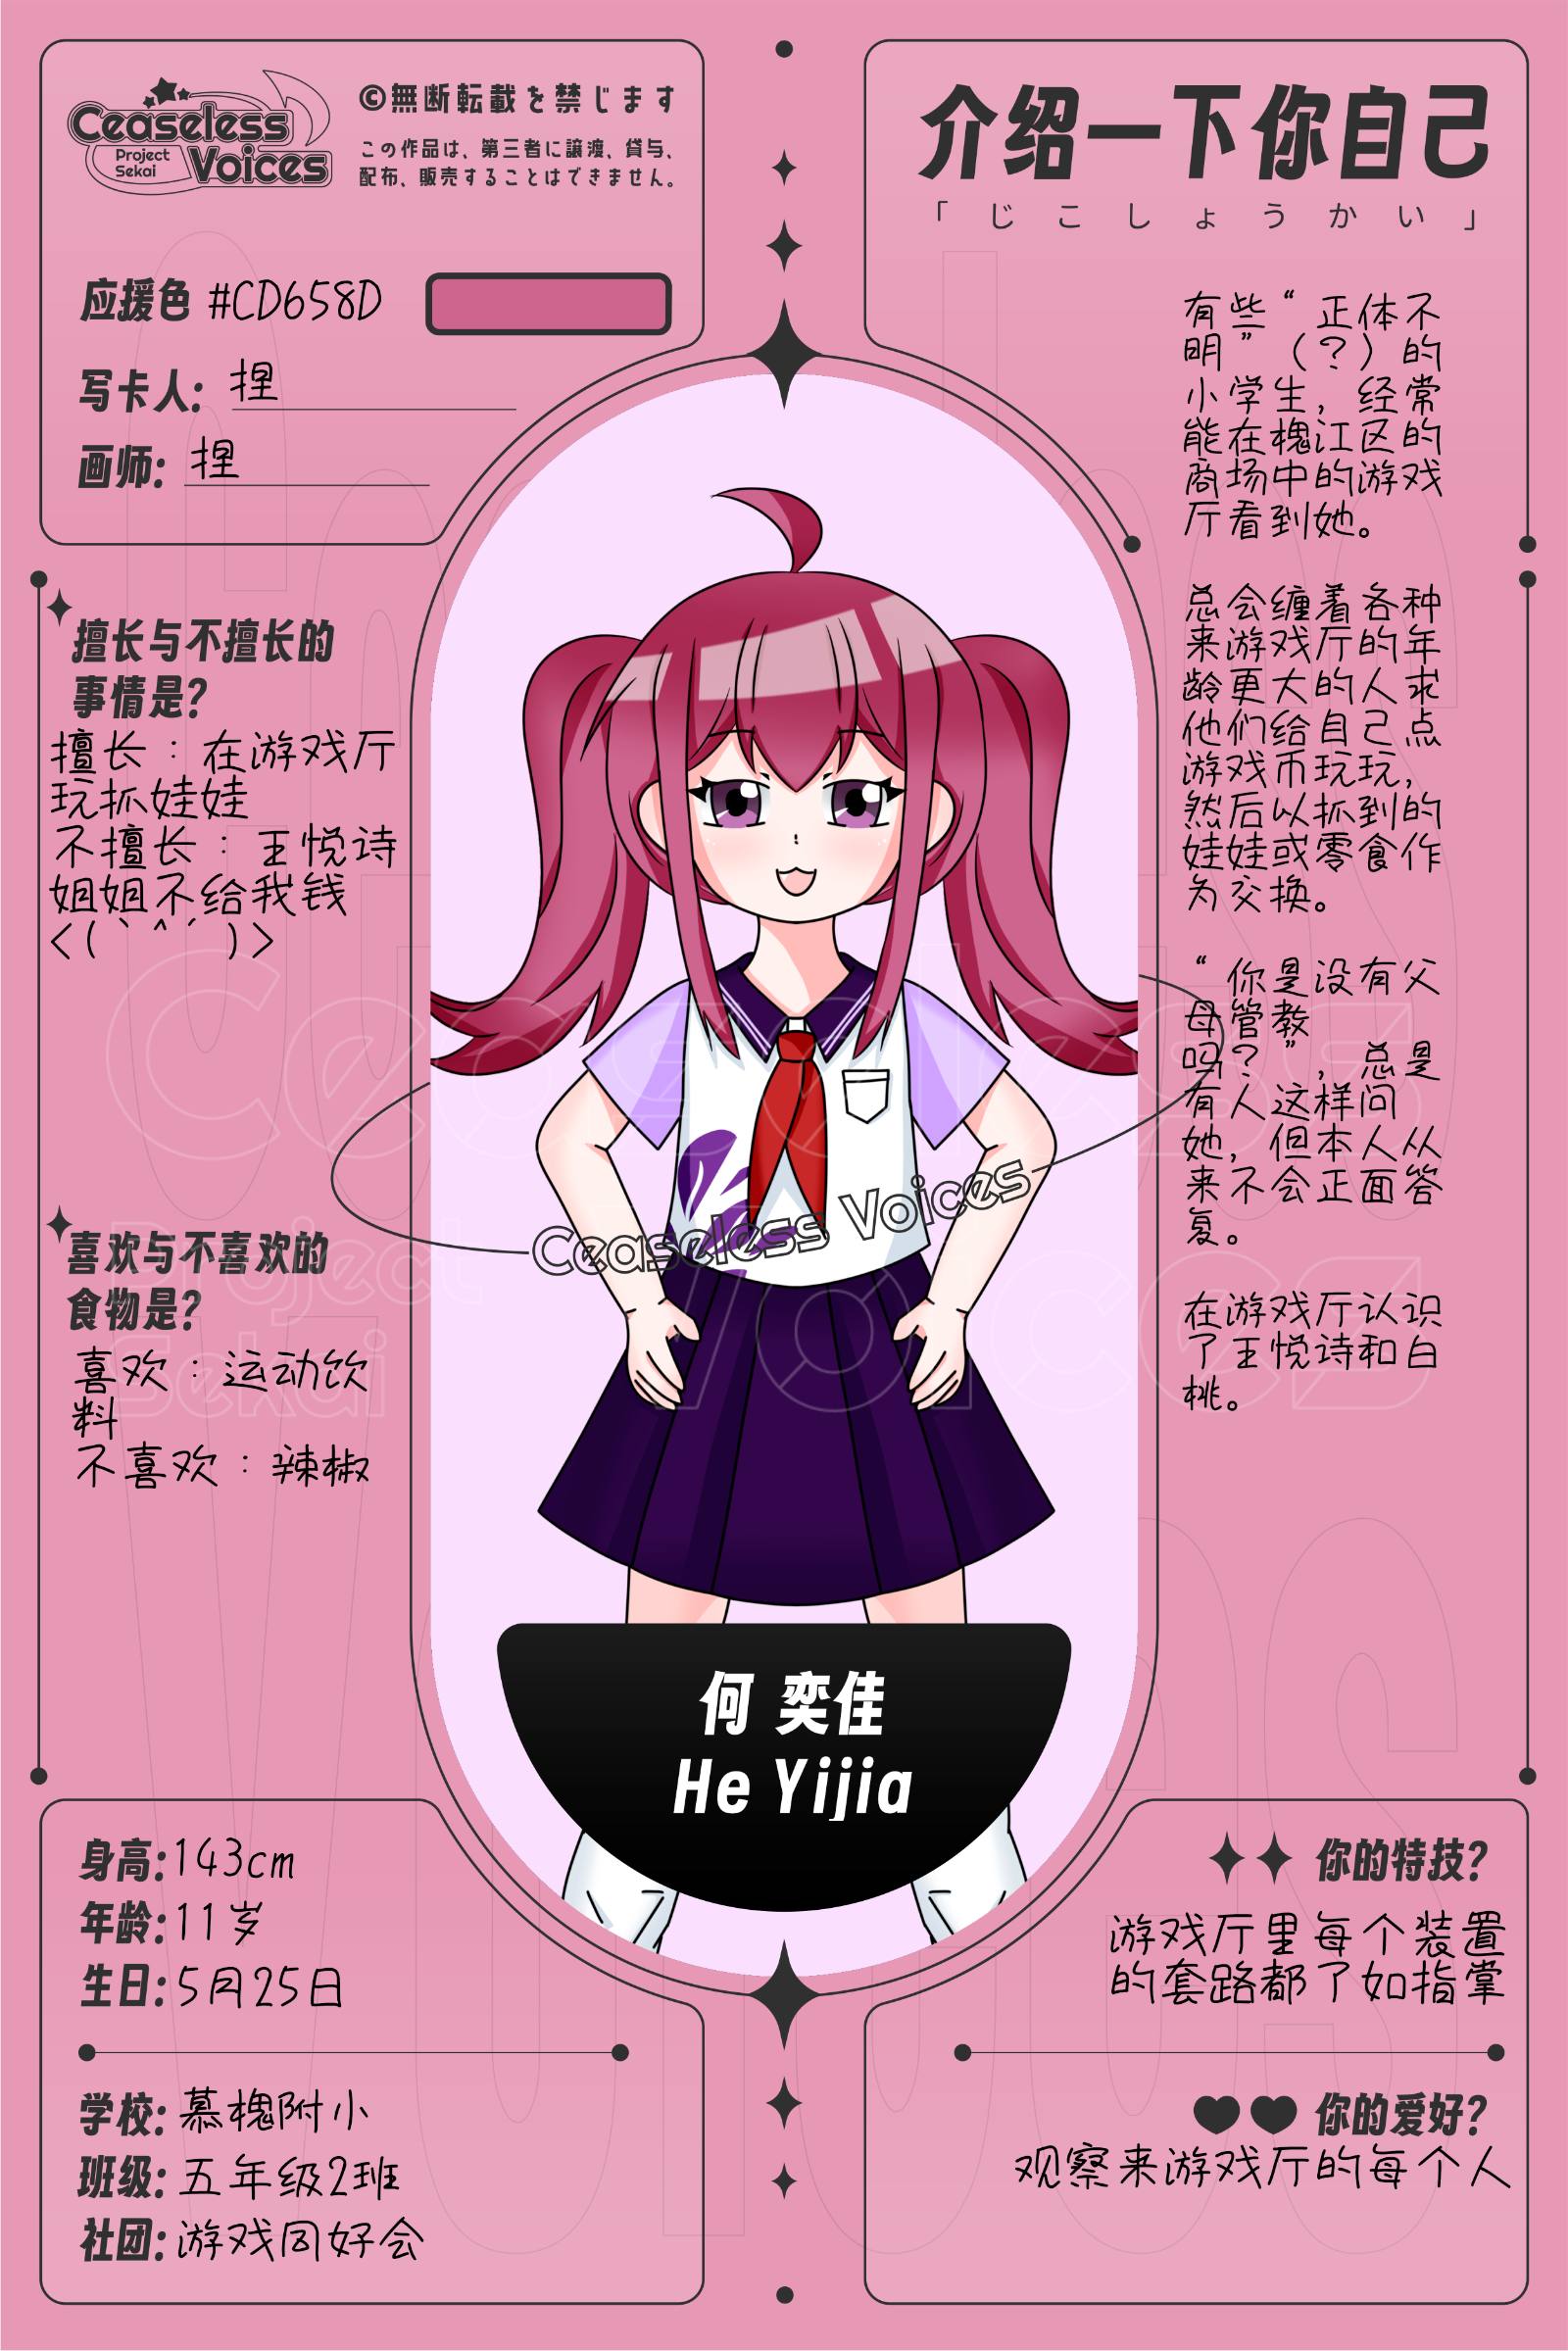 Ceaseless
Project
Sekai
Voices
©無断転載を禁じます
この作品は、第三者に譲渡、貸与、
配布、販売することはできません。
应援色 #CD658D
写卡人: 捏
画师: 捏
介绍一下你自己
「じこしょうかい」
有些“正体不
明”（?）的
小学生，经常
能在槐江区的
商场中的游戏
厅看到她。
总会缠着各种
来游戏厅的年
龄更大的人求
他们给自己点
游戏币玩玩，
然后以抓到的
娃娃或零食作
为交换。
“你是没有父
母管教
吗?”，总是
有人这样问
她，但本人从
来不会正面答
复。
在游戏厅认识
了王悦诗和白
桃。
擅长与不擅长的
事情是?
擅长：在游戏厅
玩抓娃娃
不擅长：王悦诗
姐姐不给我钱
<(｀^´)>
喜欢与不喜欢的
食物是?
喜欢：运动饮
料
不喜欢：辣椒
Ceaseless Voices
Ceaseless
Project
Sekai
Voices
何 奕佳
He Yijia
身高:143cm
年龄:11岁
生日:5月25日
学校:慕槐附小
班级:五年级2班
社团:游戏同好会
你的特技?
游戏厅里每个装置
的套路都了如指掌
你的爱好?
观察来游戏厅的每个人